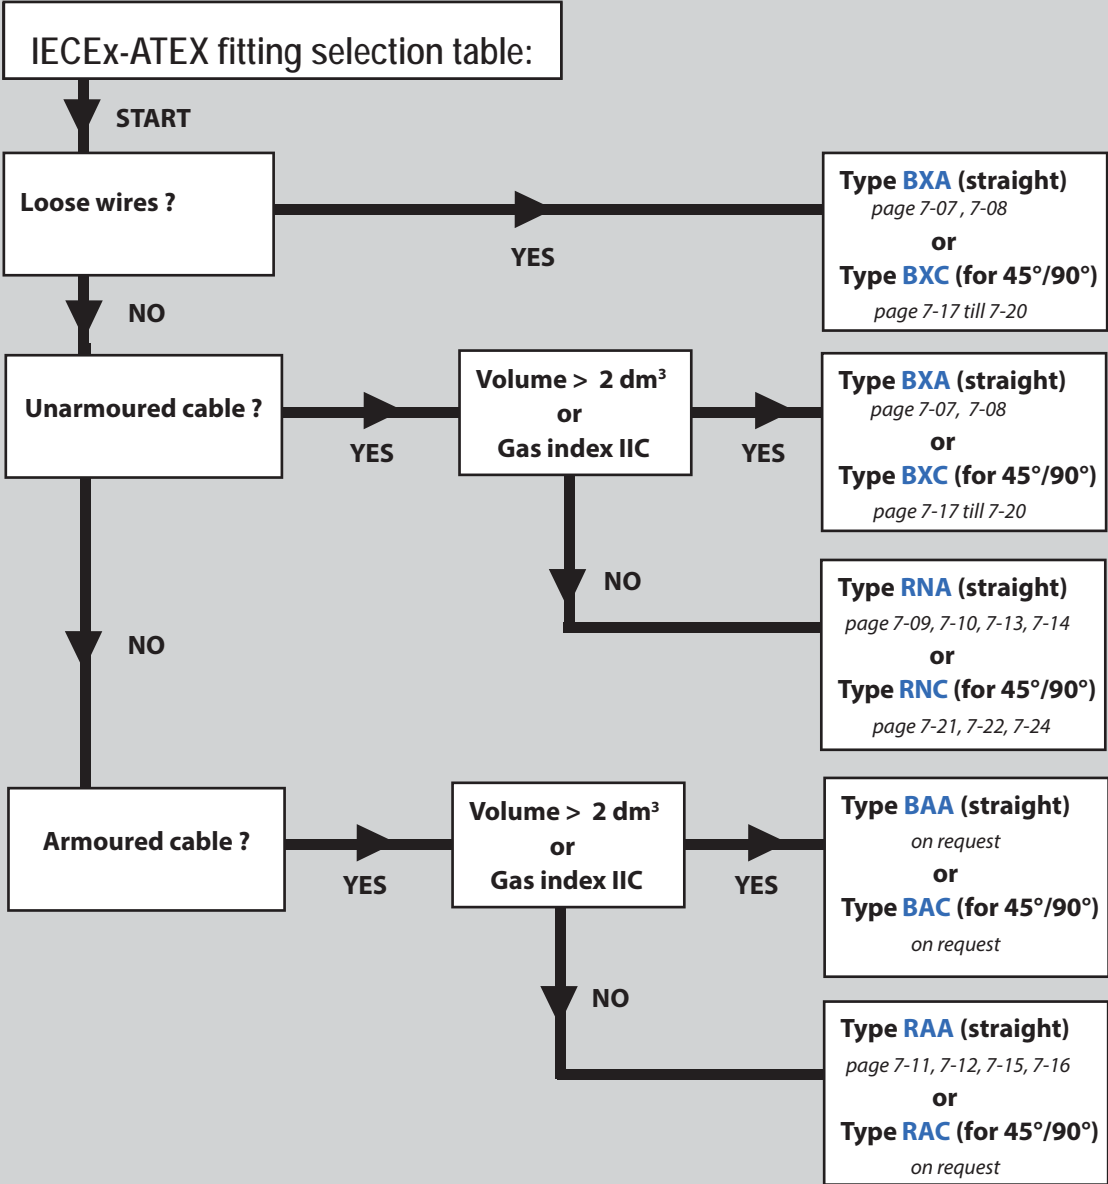 IECEx-ATEX fitting selection table:
START
Loose wires ?
YES
Type BXA (straight)
page 7-07 , 7-08
or
Type BXC (for 45°/90°)
page 7-17 till 7-20
NO
Unarmoured cable ?
YES
Volume > 2 dm³
or
Gas index IIC
YES
Type BXA (straight)
page 7-07, 7-08
or
Type BXC (for 45°/90°)
page 7-17 till 7-20
NO
Type RNA (straight)
page 7-09, 7-10, 7-13, 7-14
or
Type RNC (for 45°/90°)
page 7-21, 7-22, 7-24
NO
Armoured cable ?
YES
Volume > 2 dm³
or
Gas index IIC
YES
Type BAA (straight)
on request
or
Type BAC (for 45°/90°)
on request
NO
Type RAA (straight)
page 7-11, 7-12, 7-15, 7-16
or
Type RAC (for 45°/90°)
on request